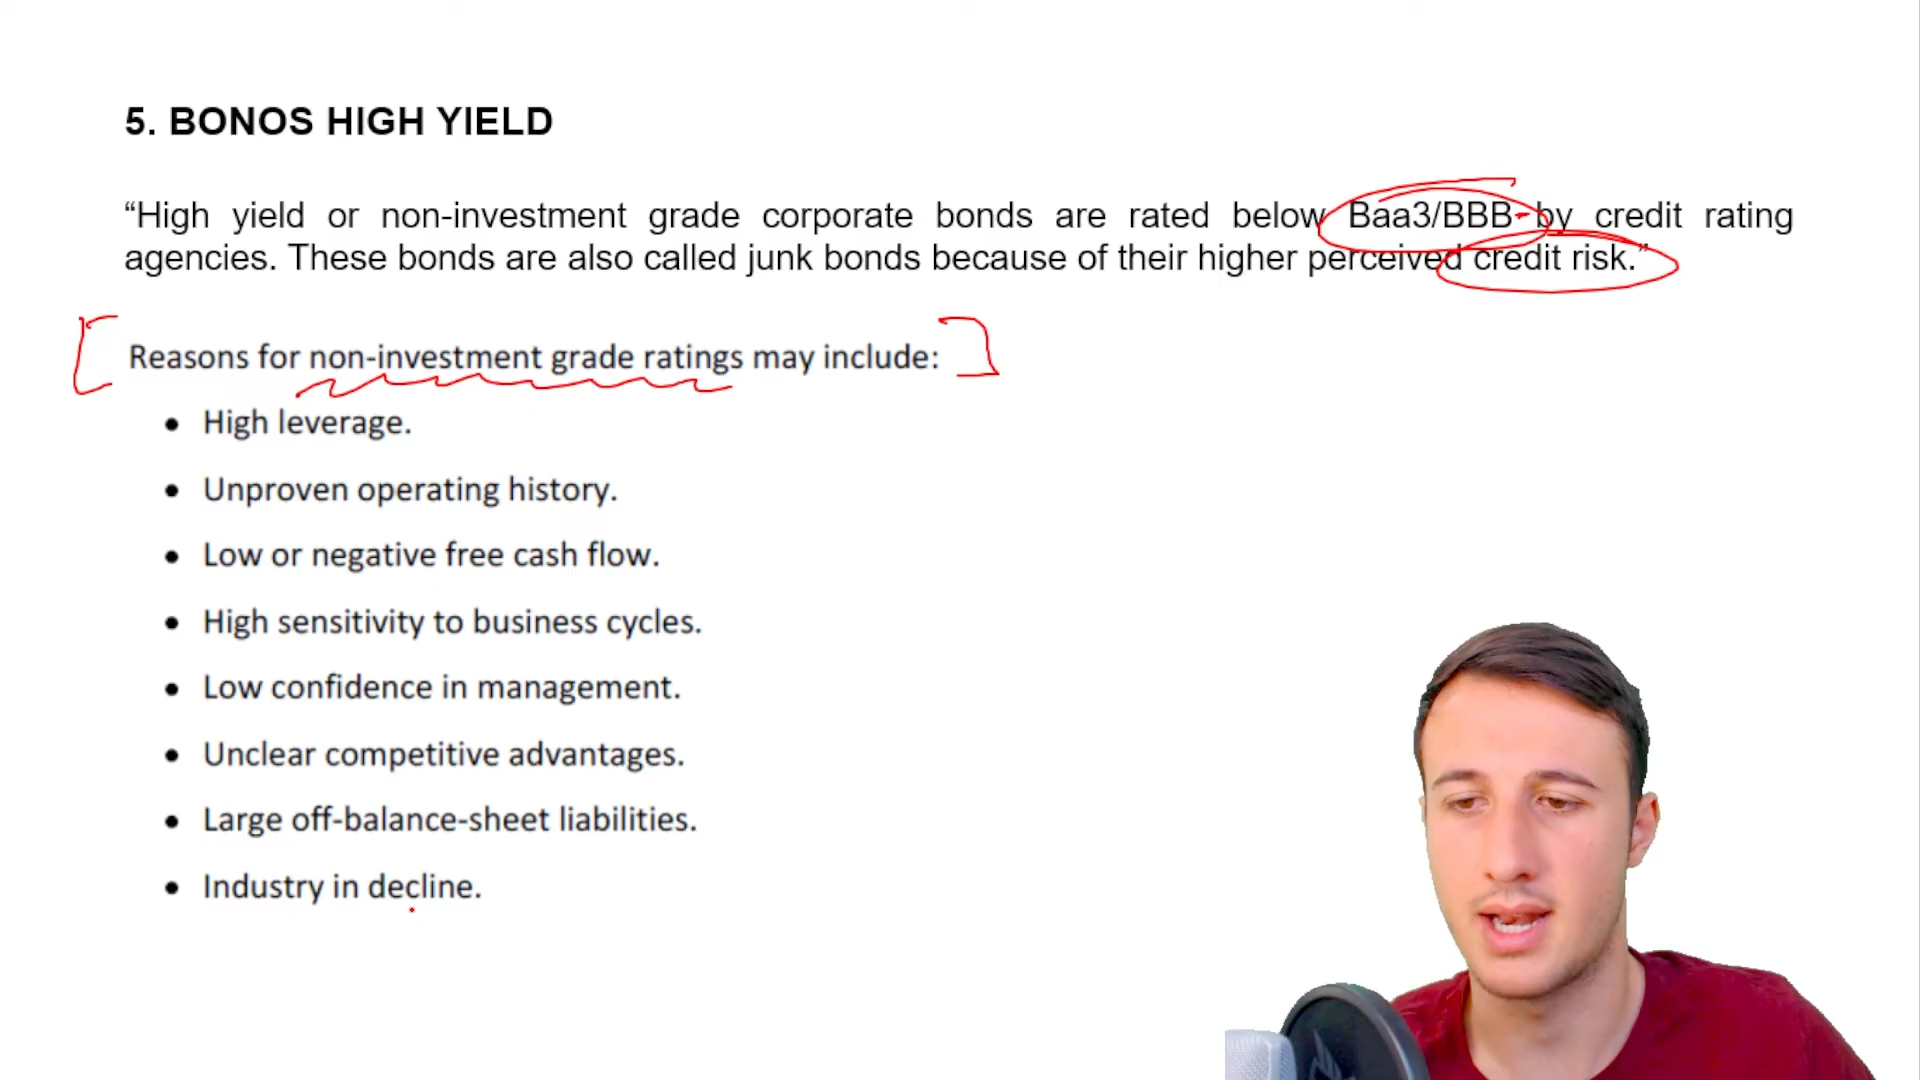 5. BONOS HIGH YIELD
“High yield or non-investment grade corporate bonds are rated below Baa3/BBB- by credit rating
agencies. These bonds are also called junk bonds because of their higher perceived credit risk.”
Reasons for non-investment grade ratings may include:
• High leverage.
• Unproven operating history.
• Low or negative free cash flow.
• High sensitivity to business cycles.
• Low confidence in management.
• Unclear competitive advantages.
• Large off-balance-sheet liabilities.
• Industry in decline.